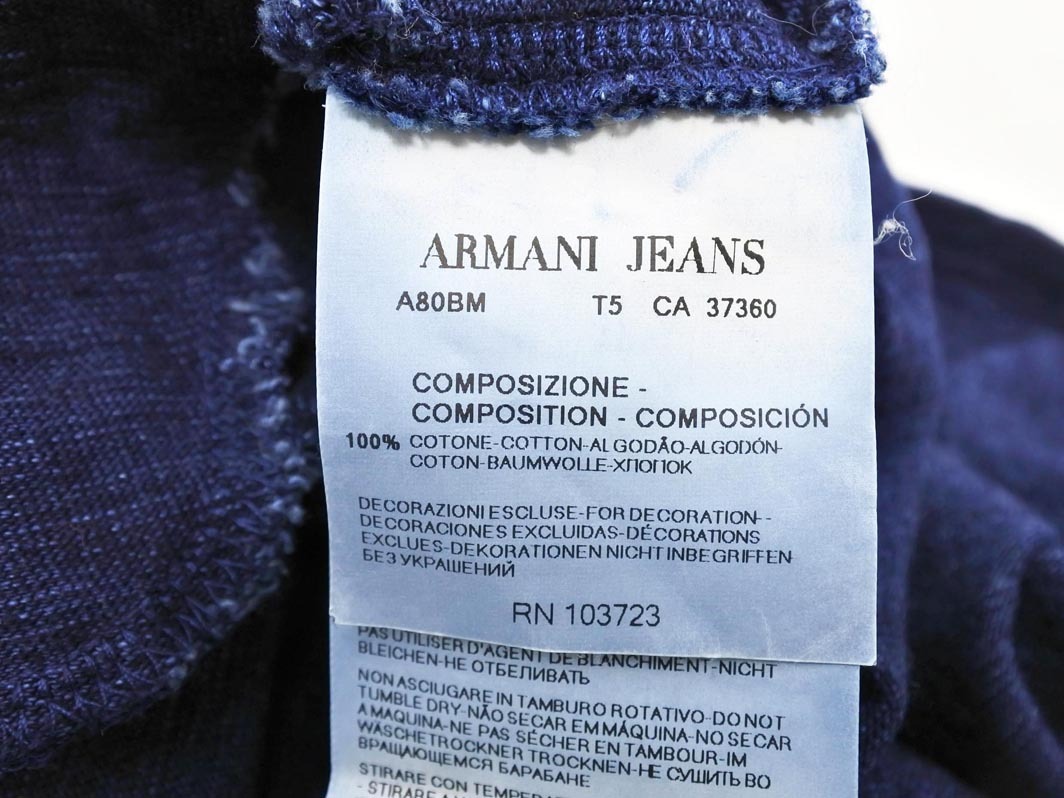 ARMANI JEANS
A80BM T5 CA 37360
COMPOSIZIONE -
COMPOSITION - COMPOSICIÓN
100% COTONE-COTTON-ALGODÃO-ALGODÓN-
COTON-BAUMWOLLE-ХЛОПОК
DECORAZIONI ESCLUSE-FOR DECORATION--
DECORACIONES EXCLUIDAS-DÉCORATIONS
EXCLUES-DEKORATIONEN NICHT INBEGRIFFEN-
БЕЗ УКРАШЕНИЙ
RN 103723
PAS UTILISER D'AGENT DE BLANCHIMENT-NICHT
BLEICHEN-НЕ ОТБЕЛИВАТЬ
NON ASCIUGARE IN TAMBURO ROTATIVO-DO NOT
TUMBLE DRY-NÃO SECAR EM MÁQUINA-NO SECAR
A MAQUINA-NE PAS SÉCHER EN TAMBOUR-IM
WÄSCHETROCKNER TROCKNEN-НЕ СУШИТЬ ВО
ВРАЩАЮЩЕМСЯ БАРАБАНЕ
STIRARE CON
- STIRARE